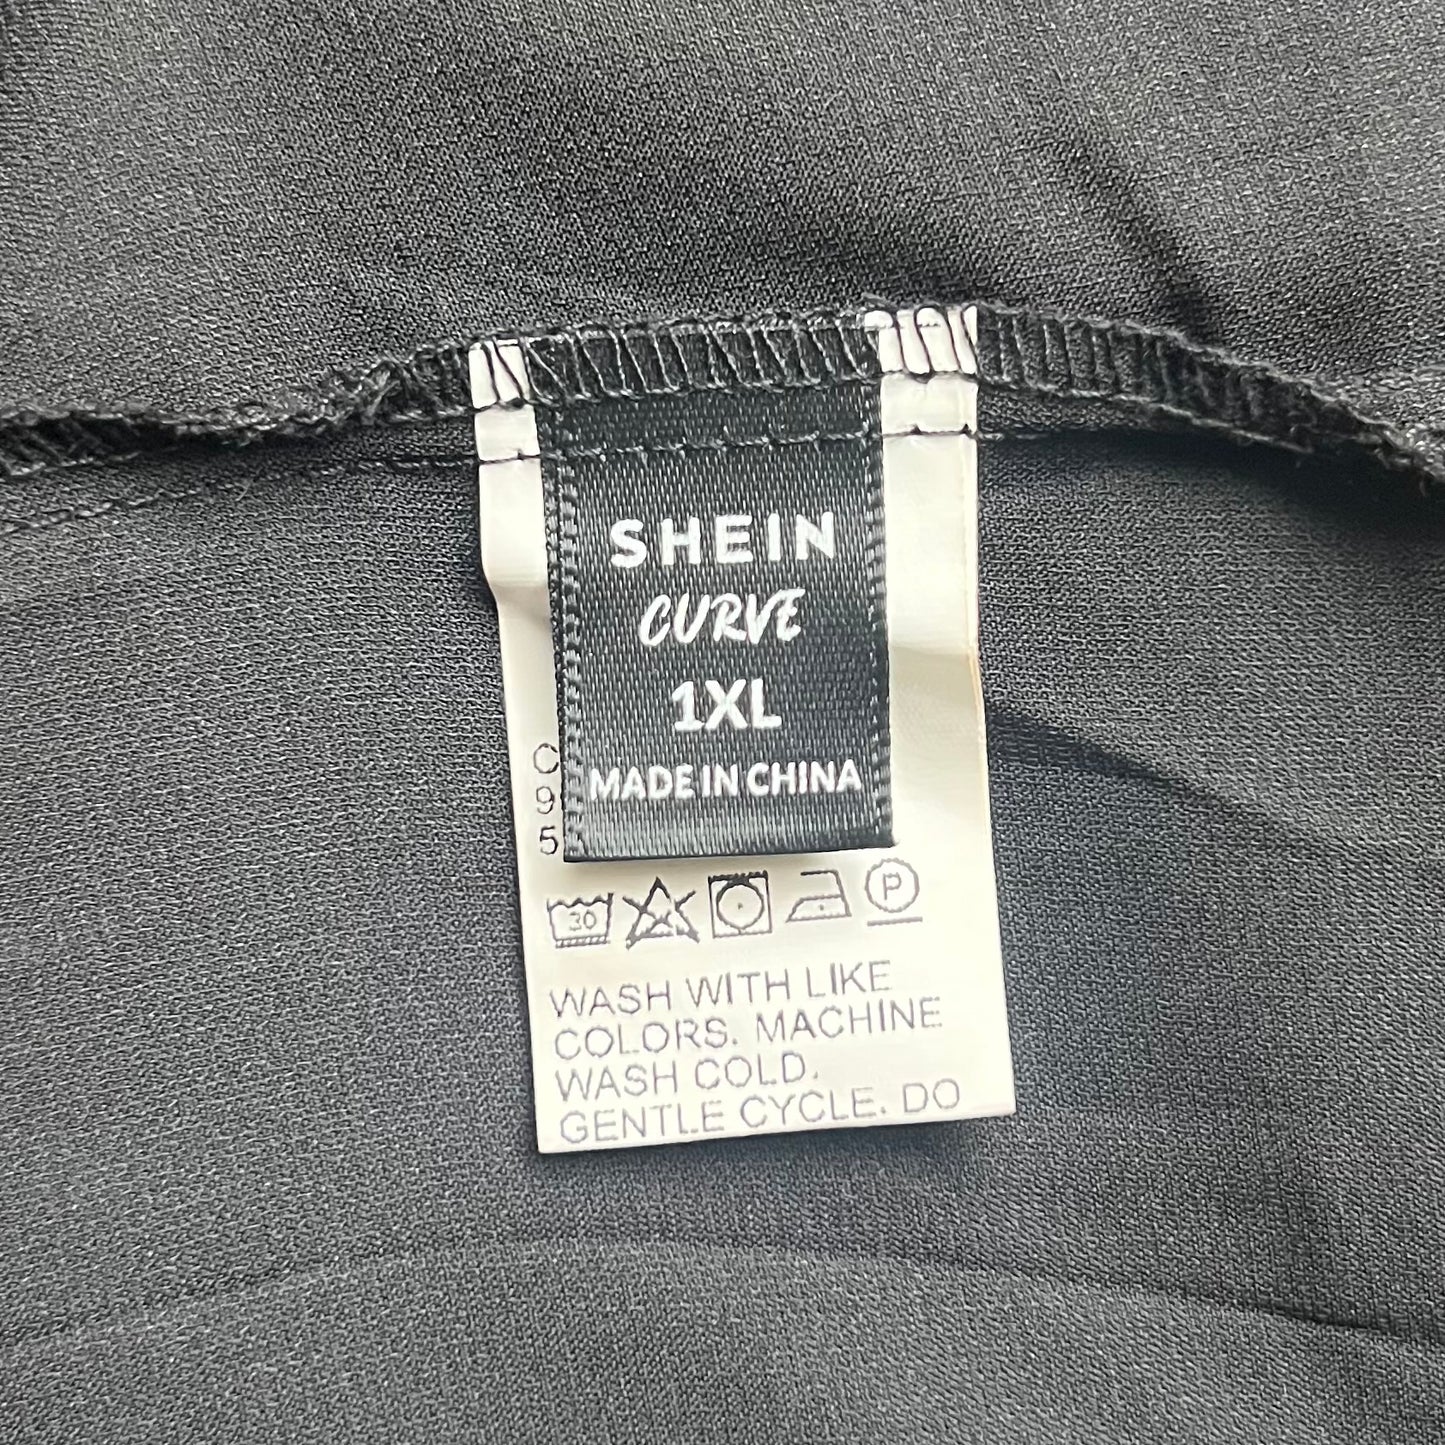 SHEIN
CURVE
1XL
MADE IN CHINA
C
9
5
30
P
WASH WITH LIKE
COLORS. MACHINE
WASH COLD.
GENTLE CYCLE. DO